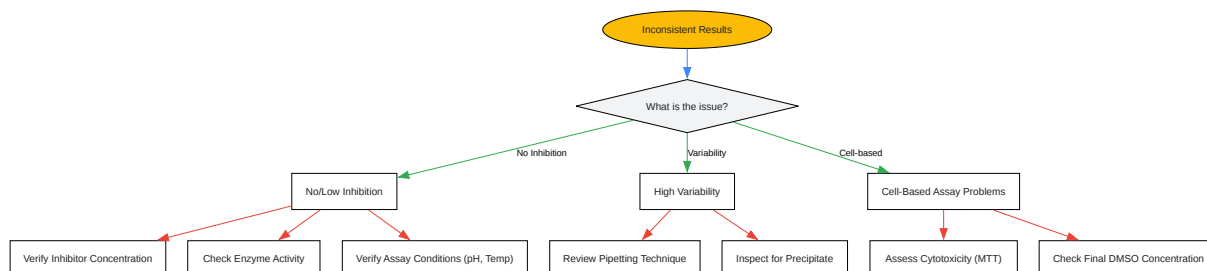 Inconsistent Results
What is the issue?
No Inhibition
Variability
Cell-based
No/Low Inhibition
High Variability
Cell-Based Assay Problems
Verify Inhibitor Concentration
Check Enzyme Activity
Verify Assay Conditions (pH, Temp)
Review Pipetting Technique
Inspect for Precipitate
Assess Cytotoxicity (MTT)
Check Final DMSO Concentration